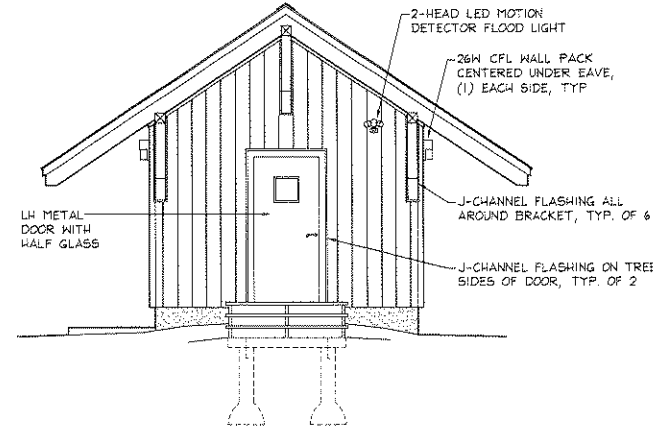 2-HEAD LED MOTION
DETECTOR FLOOD LIGHT
26W CFL WALL PACK
CENTERED UNDER EAVE,
(1) EACH SIDE, TYP
J-CHANNEL FLASHING ALL
AROUND BRACKET, TYP. OF 6
LH METAL
DOOR WITH
HALF GLASS
J-CHANNEL FLASHING ON TREE
SIDES OF DOOR, TYP. OF 2